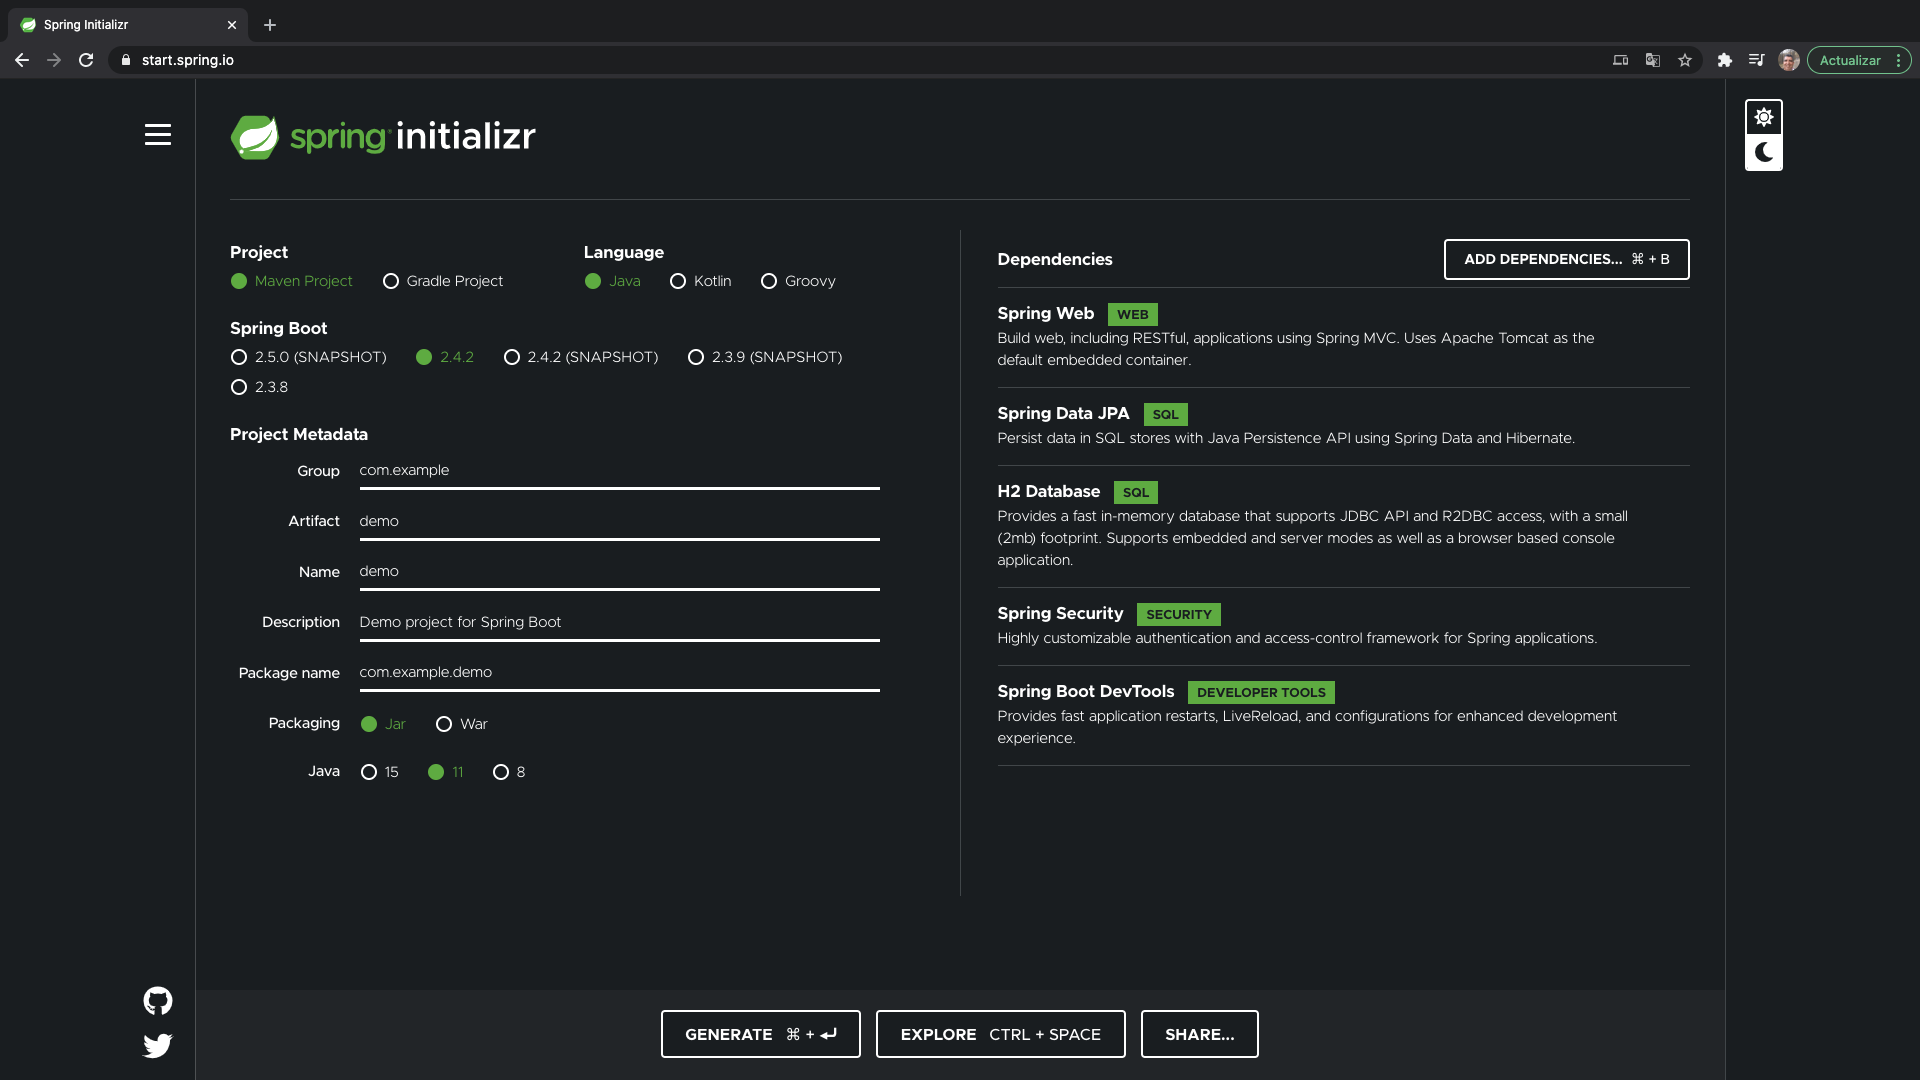 Spring Initializr
start.spring.io
Actualizar
spring initializr
Project
Maven Project
Gradle Project
Language
Java
Kotlin
Groovy
Spring Boot
2.5.0 (SNAPSHOT)
2.4.2
2.4.2 (SNAPSHOT)
2.3.9 (SNAPSHOT)
2.3.8
Project Metadata
Group
com.example
Artifact
demo
Name
demo
Description
Demo project for Spring Boot
Package name
com.example.demo
Packaging
Jar
War
Java
15
11
8
Dependencies
ADD DEPENDENCIES... ⌘ + B
Spring Web WEB
Build web, including RESTful, applications using Spring MVC. Uses Apache Tomcat as the
default embedded container.
Spring Data JPA SQL
Persist data in SQL stores with Java Persistence API using Spring Data and Hibernate.
H2 Database SQL
Provides a fast in-memory database that supports JDBC API and R2DBC access, with a small
(2mb) footprint. Supports embedded and server modes as well as a browser based console
application.
Spring Security SECURITY
Highly customizable authentication and access-control framework for Spring applications.
Spring Boot DevTools DEVELOPER TOOLS
Provides fast application restarts, LiveReload, and configurations for enhanced development
experience.
GENERATE ⌘ + ⏎
EXPLORE CTRL + SPACE
SHARE...